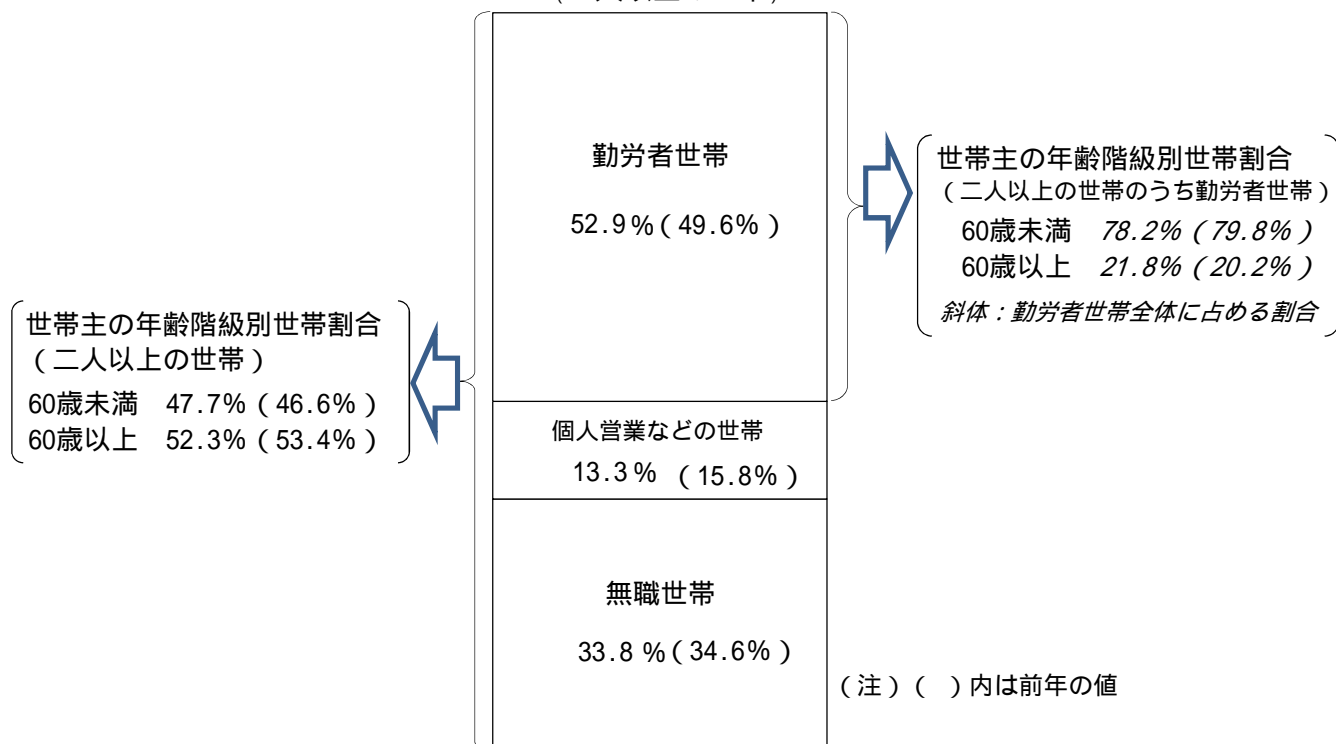 勤労者世帯
52.9%(49.6%)
世帯主の年齢階級別世帯割合
(二人以上の世帯のうち勤労者世帯)
60歳未満 78.2%(79.8%)
60歳以上 21.8%(20.2%)
斜体:勤労者世帯全体に占める割合
世帯主の年齢階級別世帯割合
(二人以上の世帯)
60歳未満 47.7%(46.6%)
60歳以上 52.3%(53.4%)
個人営業などの世帯
13.3% (15.8%)
無職世帯
33.8%(34.6%)
(注)( )内は前年の値